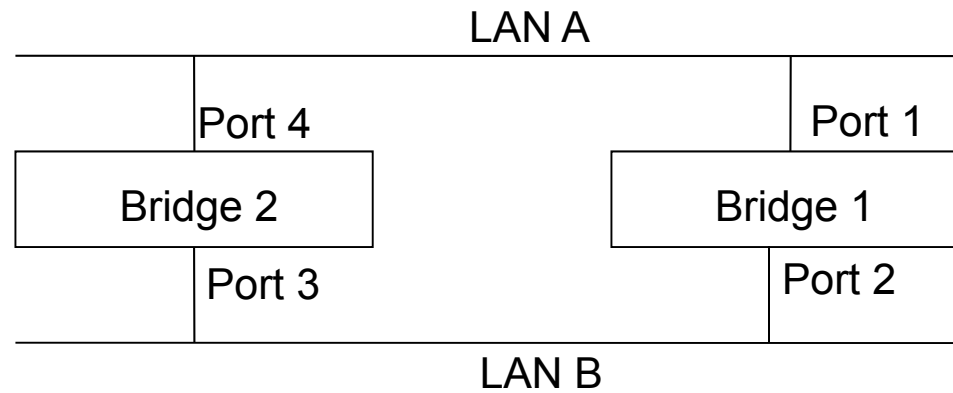 LAN A
Port 4
Port 1
Bridge 2
Bridge 1
Port 3
Port 2
LAN B